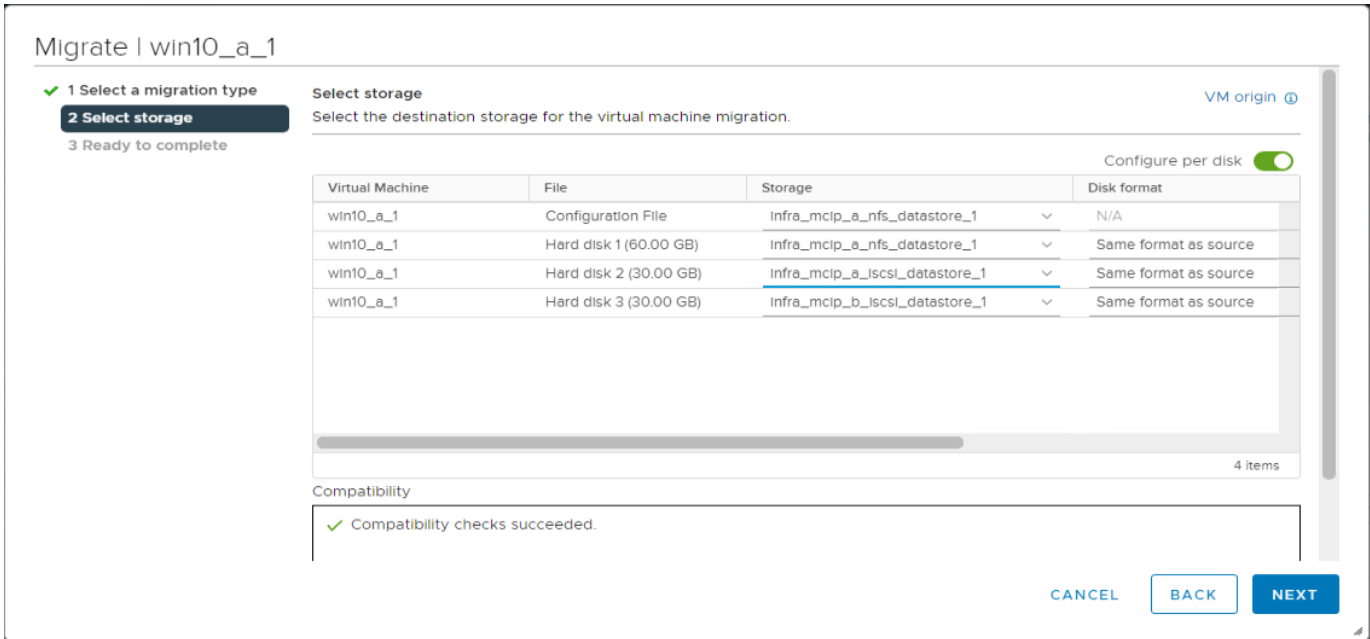 Migrate | win10_a_1
1 Select a migration type
2 Select storage
3 Ready to complete
Select storage
VM origin
Select the destination storage for the virtual machine migration.
Configure per disk
Virtual Machine File Storage Disk format
win10_a_1 Configuration File Infra_mclp_a_nfs_datastore_1 N/A
win10_a_1 Hard disk 1 (60.00 GB) Infra_mclp_a_nfs_datastore_1 Same format as source
win10_a_1 Hard disk 2 (30.00 GB) Infra_mclp_a_iscsi_datastore_1 Same format as source
win10_a_1 Hard disk 3 (30.00 GB) Infra_mclp_b_iscsi_datastore_1 Same format as source
4 items
Compatibility
Compatibility checks succeeded.
CANCEL BACK NEXT